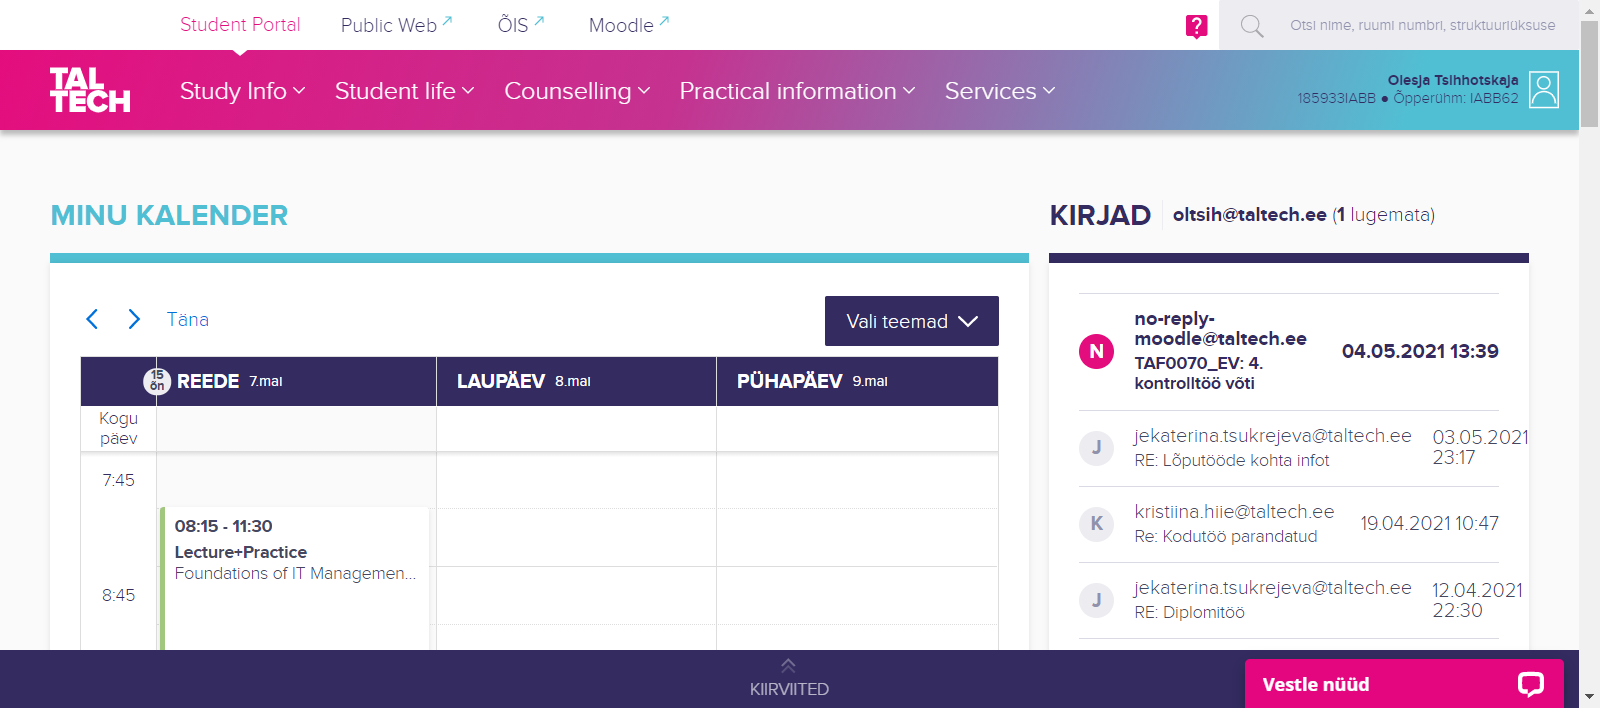 Student Portal
Public Web
ÕIS
Moodle
?
Otsi nime, ruumi numbri, struktuuriüksuse
TAL
TECH
Study Info
Student life
Counselling
Practical information
Services
Olesja Tsihhotskaja
185933IABB ● Õpperühm: IABB62
MINU KALENDER
Täna
Vali teemad
15
õn
REEDE 7.mai
LAUPÄEV 8.mai
PÜHAPÄEV 9.mai
Kogu
päev
7:45
08:15 - 11:30
Lecture+Practice
Foundations of IT Managemen...
8:45
KIRJAD
oltsih@taltech.ee (1 lugemata)
N
no-reply-
moodle@taltech.ee
TAF0070_EV: 4.
kontrolltöö võti
04.05.2021 13:39
J
jekaterina.tsukrejeva@taltech.ee
RE: Lõputööde kohta infot
03.05.2021
23:17
K
kristiina.hiie@taltech.ee
Re: Kodutöö parandatud
19.04.2021 10:47
J
jekaterina.tsukrejeva@taltech.ee
RE: Diplomitöö
12.04.2021
22:30
KIIRVIITED
Vestle nüüd